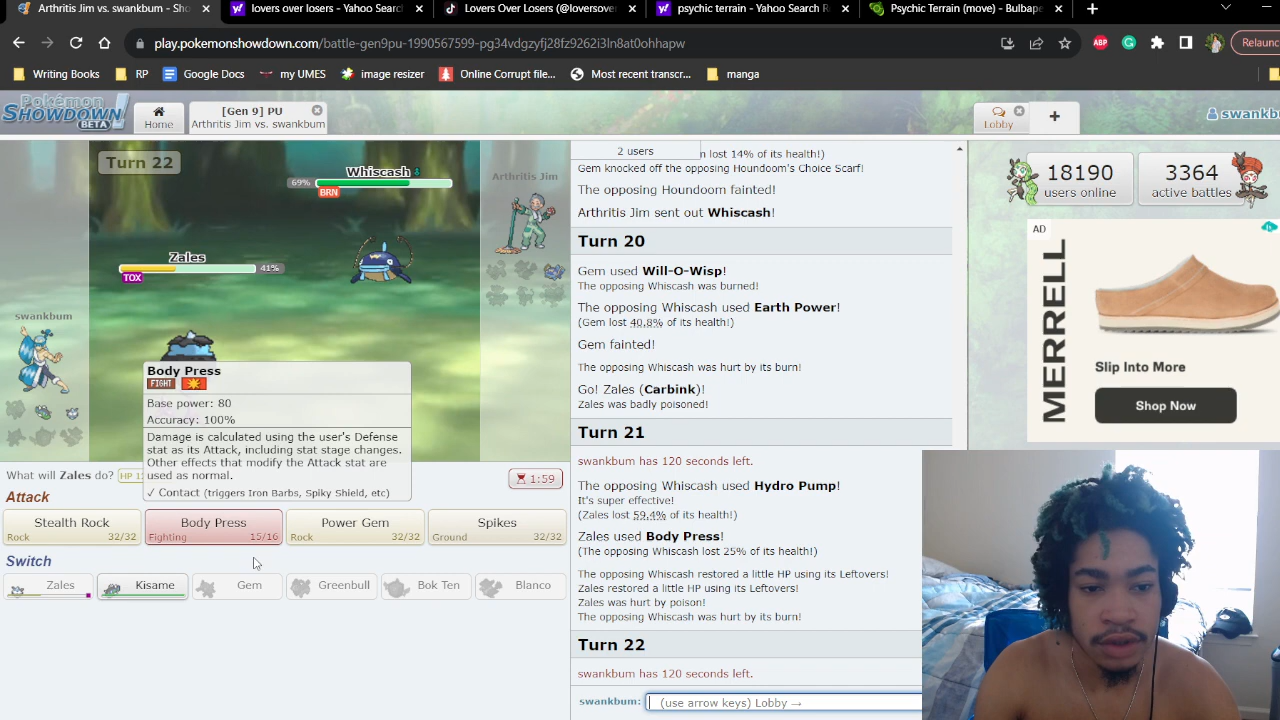 Arthritis Jim vs. swankbum - Sho
lovers over losers - Yahoo Searc
Lovers Over Losers (@loversover
psychic terrain - Yahoo Search R
Psychic Terrain (move) - Bulbape
play.pokemonshowdown.com/battle-gen9pu-1990567599-pg34vdgzyfj28fz9262i3ln8at0ohhapw
ABP
Relaunc
Writing Books
RP
Google Docs
my UMES
image resizer
Online Corrupt file...
Most recent transcr...
manga
Pokémon
SHOWDOWN!
BETA
Home
[Gen 9] PU
Arthritis Jim vs. swankbum
Lobby
swankbu
Turn 22
Whiscash
69%
BRN
Arthritis Jim
Zales
41%
TOX
swankbum
Body Press
FIGHT
Base power: 80
Accuracy: 100%
Damage is calculated using the user's Defense
stat as its Attack, including stat stage changes.
Other effects that modify the Attack stat are
used as normal.
✓ Contact (triggers Iron Barbs, Spiky Shield, etc)
What will Zales do?
1:59
Attack
Stealth Rock
Rock 32/32
Body Press
Fighting 15/16
Power Gem
Rock 32/32
Spikes
Ground 32/32
Switch
Zales
Kisame
Gem
Greenbull
Bok Ten
Blanco
2 users
n lost 14% of its health!)
Gem knocked off the opposing Houndoom's Choice Scarf!
The opposing Houndoom fainted!
Arthritis Jim sent out Whiscash!
Turn 20
Gem used Will-O-Wisp!
The opposing Whiscash was burned!
The opposing Whiscash used Earth Power!
(Gem lost 40.8% of its health!)
Gem fainted!
The opposing Whiscash was hurt by its burn!
Go! Zales (Carbink)!
Zales was badly poisoned!
Turn 21
swankbum has 120 seconds left.
The opposing Whiscash used Hydro Pump!
It's super effective!
(Zales lost 59.4% of its health!)
Zales used Body Press!
(The opposing Whiscash lost 25% of its health!)
The opposing Whiscash restored a little HP using its Leftovers!
Zales restored a little HP using its Leftovers!
Zales was hurt by poison!
The opposing Whiscash was hurt by its burn!
Turn 22
swankbum has 120 seconds left.
swankbum: (use arrow keys) Lobby →
18190
users online
3364
active battles
AD
MERRELL
Slip Into More
Shop Now